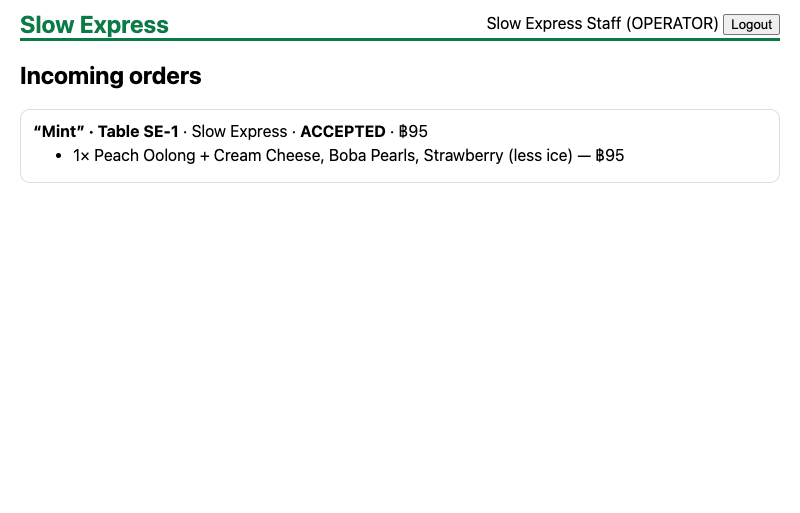 Slow Express
Slow Express Staff (OPERATOR) Logout
Incoming orders
“Mint” · Table SE-1 · Slow Express · ACCEPTED · ฿95
• 1× Peach Oolong + Cream Cheese, Boba Pearls, Strawberry (less ice) — ฿95